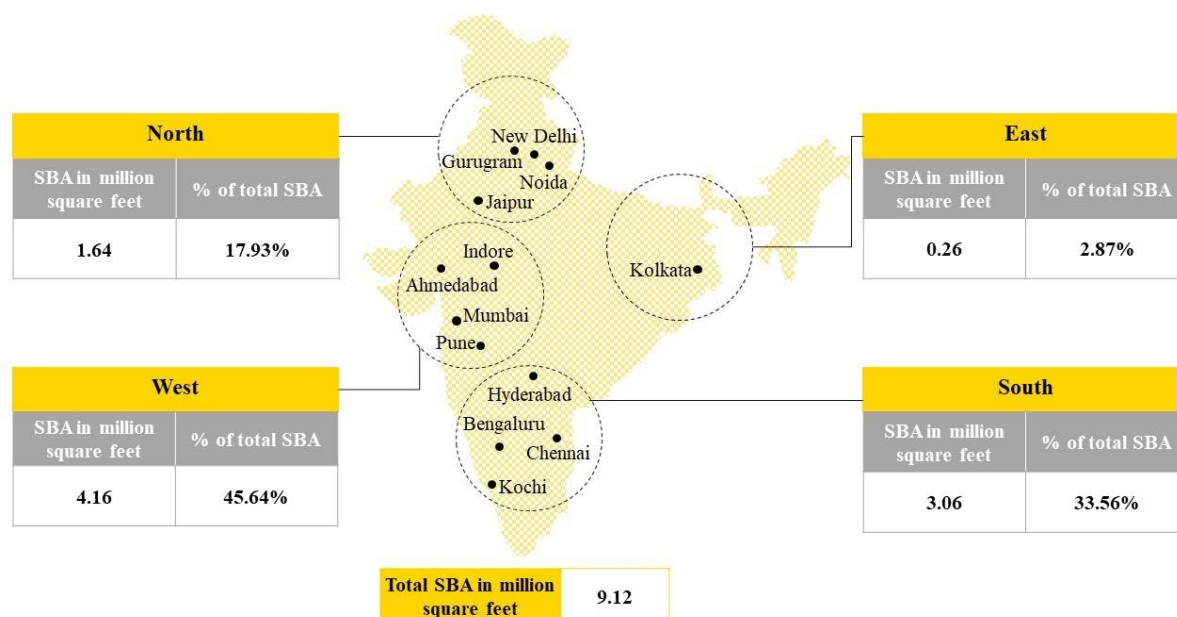 North
SBA in million
square feet
% of total SBA
1.64
17.93%
East
SBA in million
square feet
% of total SBA
0.26
2.87%
New Delhi
Gurugram
Noida
Jaipur
Indore
Ahmedabad
Mumbai
Pune
Kolkata
Hyderabad
Bengaluru
Chennai
Kochi
West
SBA in million
square feet
% of total SBA
4.16
45.64%
South
SBA in million
square feet
% of total SBA
3.06
33.56%
Total SBA in million
square feet
9.12